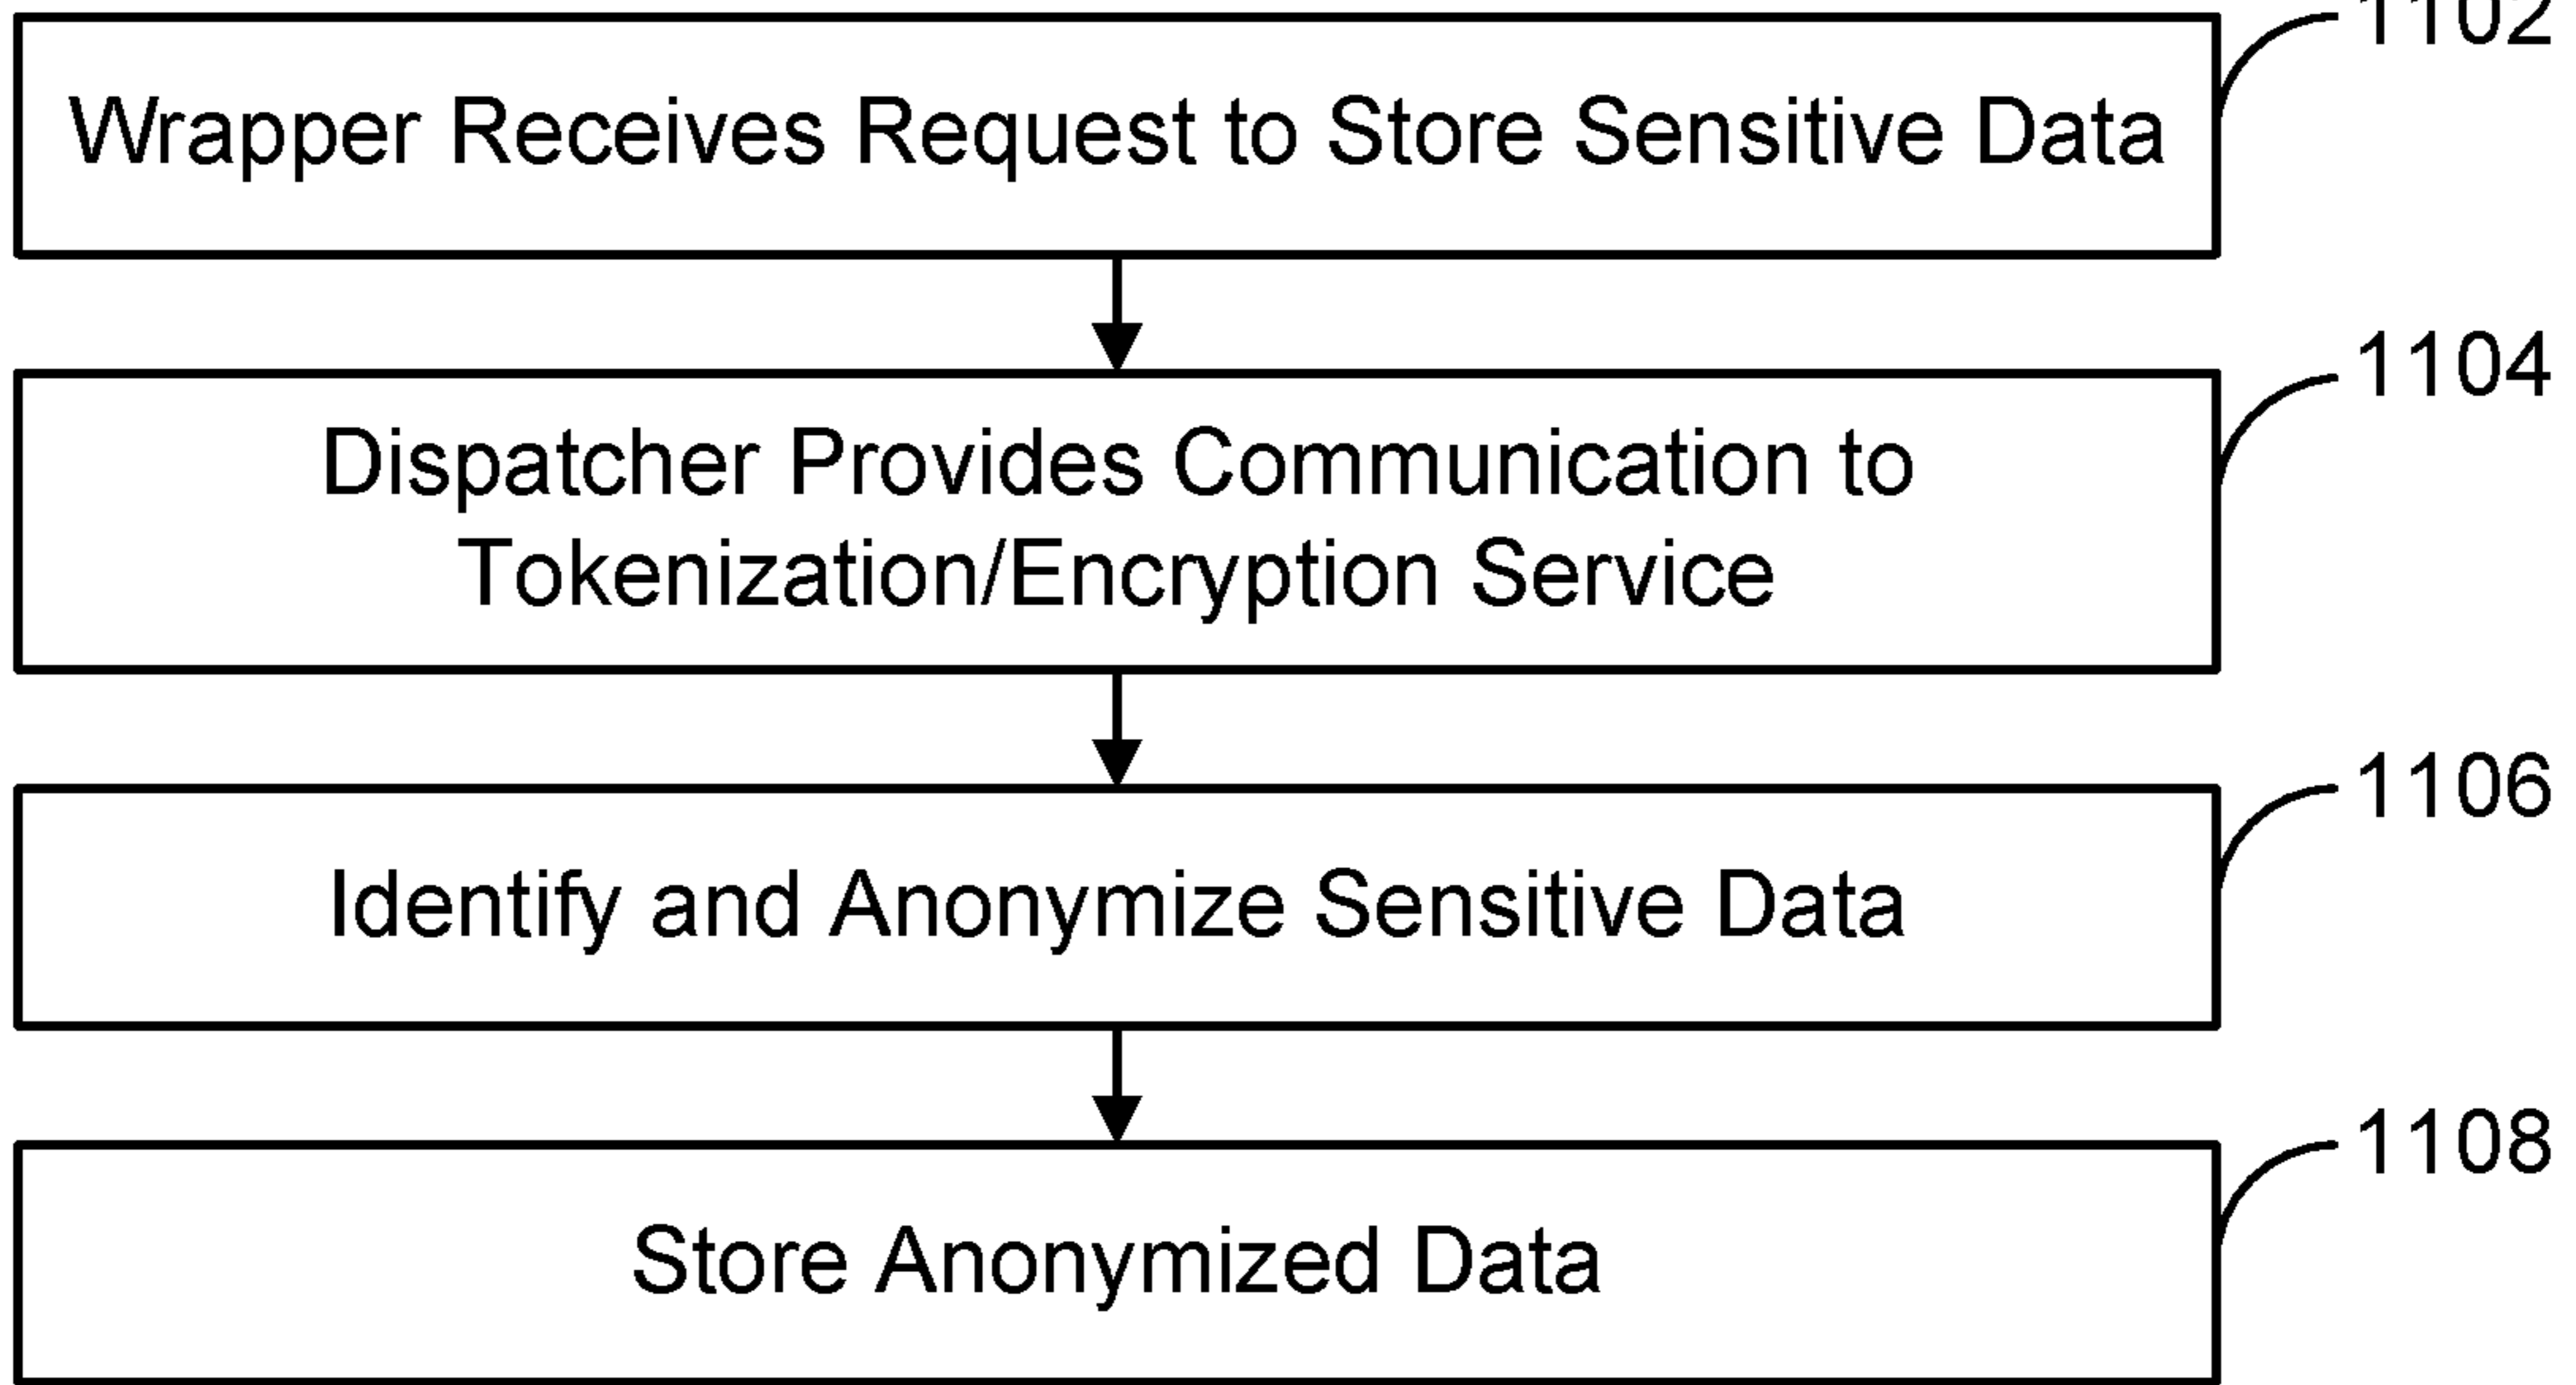 1102
Wrapper Receives Request to Store Sensitive Data
1104
Dispatcher Provides Communication to
Tokenization/Encryption Service
1106
Identify and Anonymize Sensitive Data
1108
Store Anonymized Data